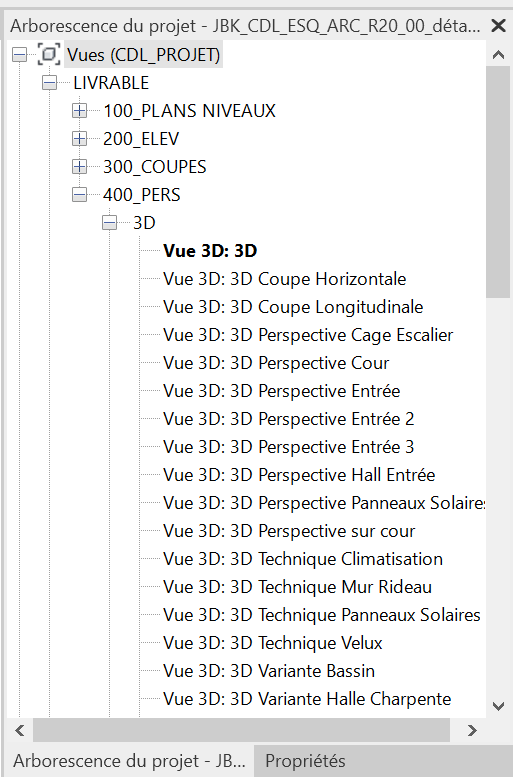 Arborescence du projet - JBK_CDL_ESQ_ARC_R20_00_déta...
Vues (CDL_PROJET)
LIVRABLE
100_PLANS NIVEAUX
200_ELEV
300_COUPES
400_PERS
3D
Vue 3D: 3D
Vue 3D: 3D Coupe Horizontale
Vue 3D: 3D Coupe Longitudinale
Vue 3D: 3D Perspective Cage Escalier
Vue 3D: 3D Perspective Cour
Vue 3D: 3D Perspective Entrée
Vue 3D: 3D Perspective Entrée 2
Vue 3D: 3D Perspective Entrée 3
Vue 3D: 3D Perspective Hall Entrée
Vue 3D: 3D Perspective Panneaux Solaires
Vue 3D: 3D Perspective sur cour
Vue 3D: 3D Technique Climatisation
Vue 3D: 3D Technique Mur Rideau
Vue 3D: 3D Technique Panneaux Solaires
Vue 3D: 3D Technique Velux
Vue 3D: 3D Variante Bassin
Vue 3D: 3D Variante Halle Charpente
Arborescence du projet - JB... Propriétés